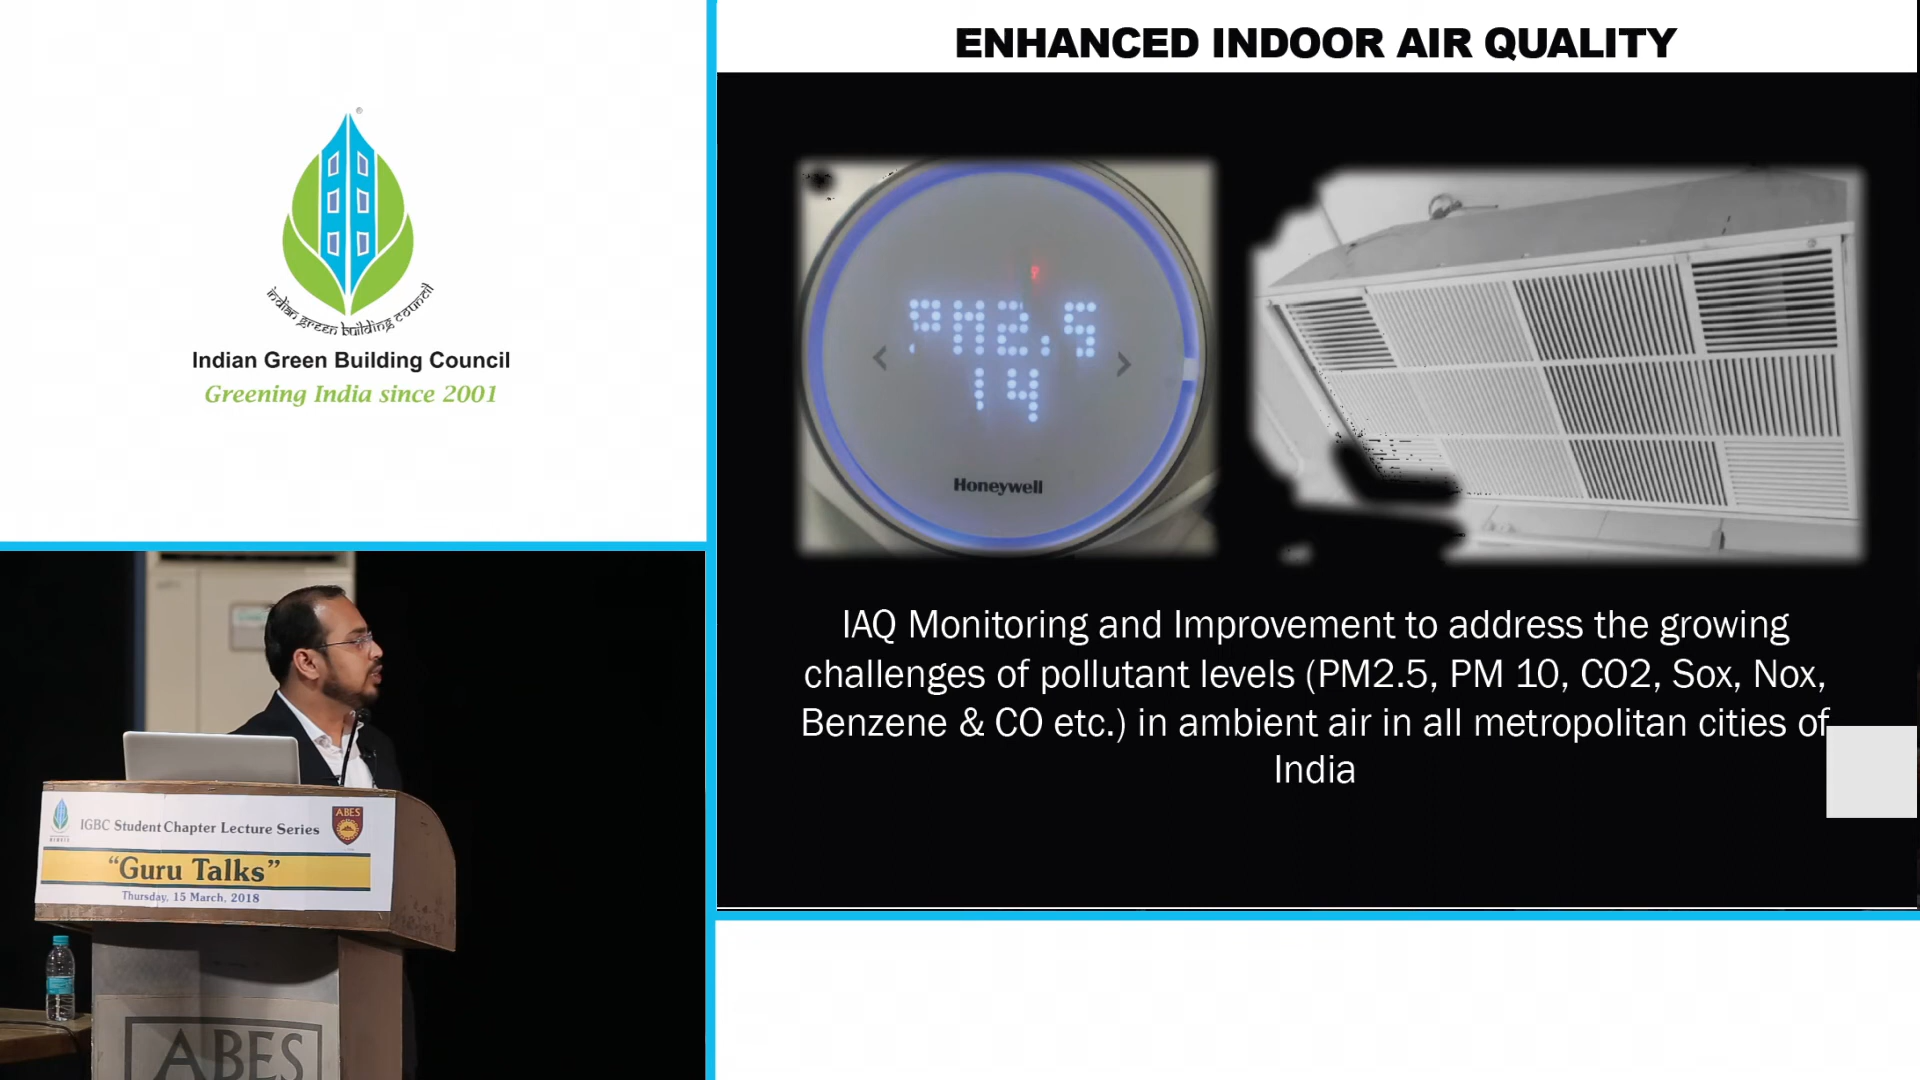 ENHANCED INDOOR AIR QUALITY
indian green building council
Indian Green Building Council
Greening India since 2001
PM2.5
14
Honeywell
IAQ Monitoring and Improvement to address the growing
challenges of pollutant levels (PM2.5, PM 10, CO2, Sox, Nox,
Benzene & CO etc.) in ambient air in all metropolitan cities of
India
IGBC Student Chapter Lecture Series
ABES
“Guru Talks”
Thursday, 15 March, 2018
ABES